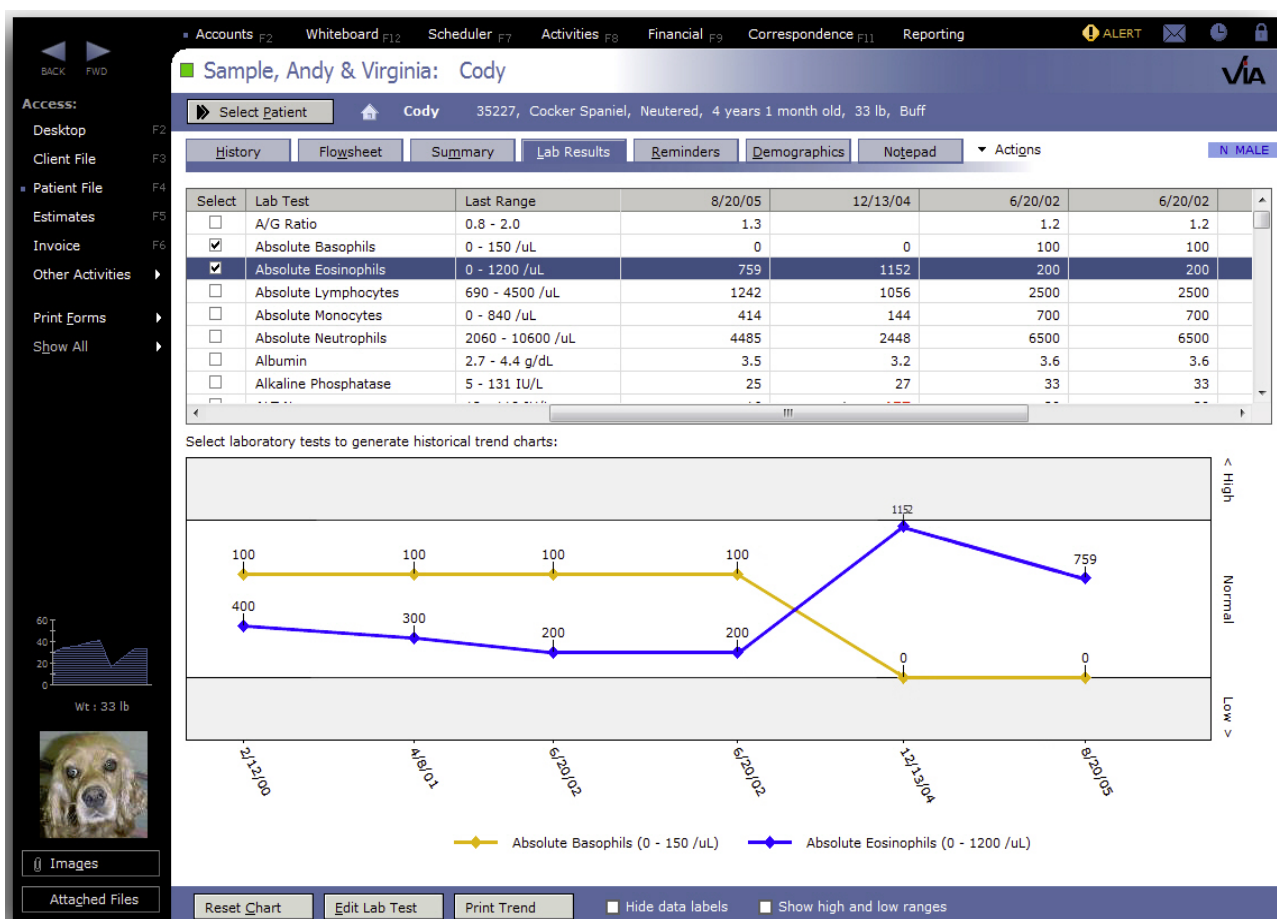 Accounts F2 Whiteboard F12 Scheduler F7 Activities F8 Financial F9 Correspondence F11 Reporting ALERT
BACK FWD
Sample, Andy & Virginia: Cody
VIA
Access:
Desktop F2
Client File F3
Patient File F4
Estimates F5
Invoice F6
Other Activities
Print Forms
Show All
Select Patient Cody 35227, Cocker Spaniel, Neutered, 4 years 1 month old, 33 lb, Buff
History Flowsheet Summary Lab Results Reminders Demographics Notepad Actions N MALE
Select Lab Test Last Range 8/20/05 12/13/04 6/20/02 6/20/02
A/G Ratio 0.8 - 2.0 1.3 1.2 1.2
Absolute Basophils 0 - 150 /uL 0 0 100 100
Absolute Eosinophils 0 - 1200 /uL 759 1152 200 200
Absolute Lymphocytes 690 - 4500 /uL 1242 1056 2500 2500
Absolute Monocytes 0 - 840 /uL 414 144 700 700
Absolute Neutrophils 2060 - 10600 /uL 4485 2448 6500 6500
Albumin 2.7 - 4.4 g/dL 3.5 3.2 3.6 3.6
Alkaline Phosphatase 5 - 131 IU/L 25 27 33 33
Select laboratory tests to generate historical trend charts:
< High
Normal
Low >
1152
100 100 100 100 759
400 300 200 200
0 0
2/12/00 4/8/01 6/20/02 6/20/02 12/13/04 8/20/05
Absolute Basophils (0 - 150 /uL) Absolute Eosinophils (0 - 1200 /uL)
60
40
20
0
Wt : 33 lb
Images
Attached Files
Reset Chart Edit Lab Test Print Trend Hide data labels Show high and low ranges